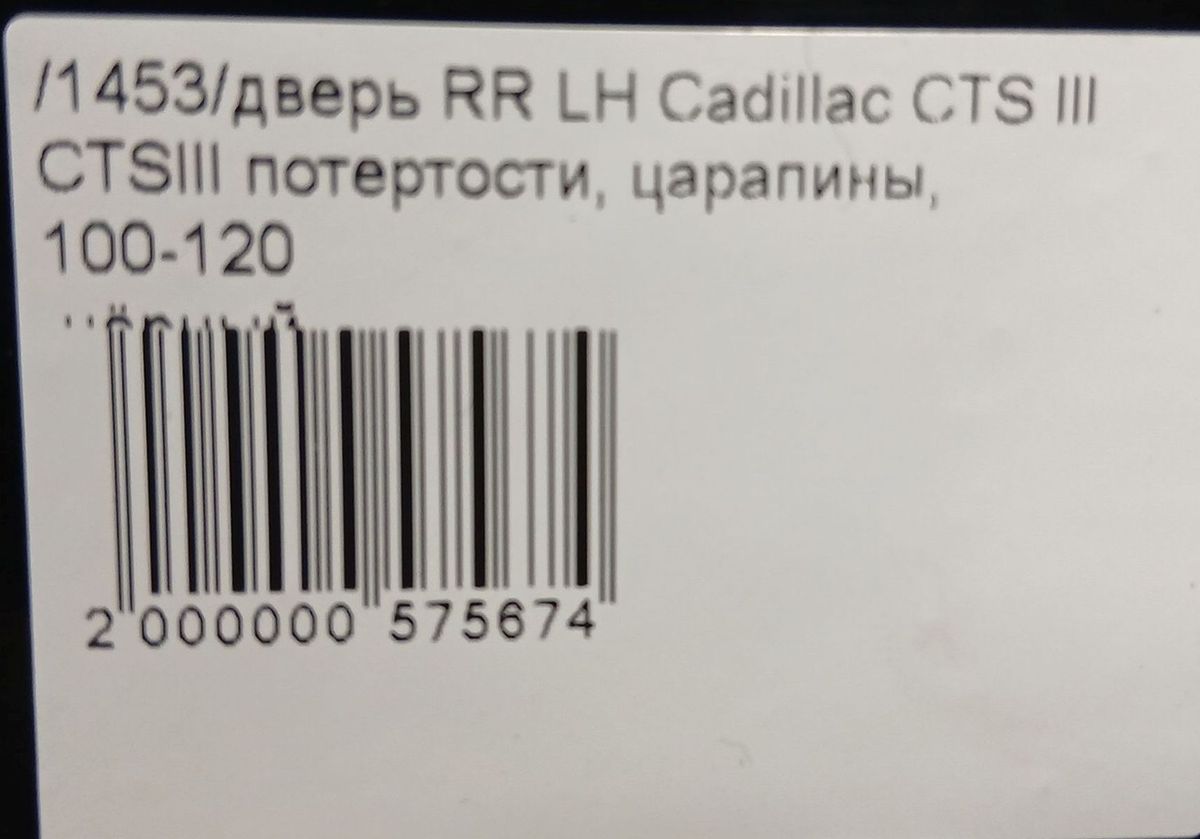 /1453/дверь RR LH Cadillac CTS III
CTSIII потертости, царапины,
100-120
2 000000 575674